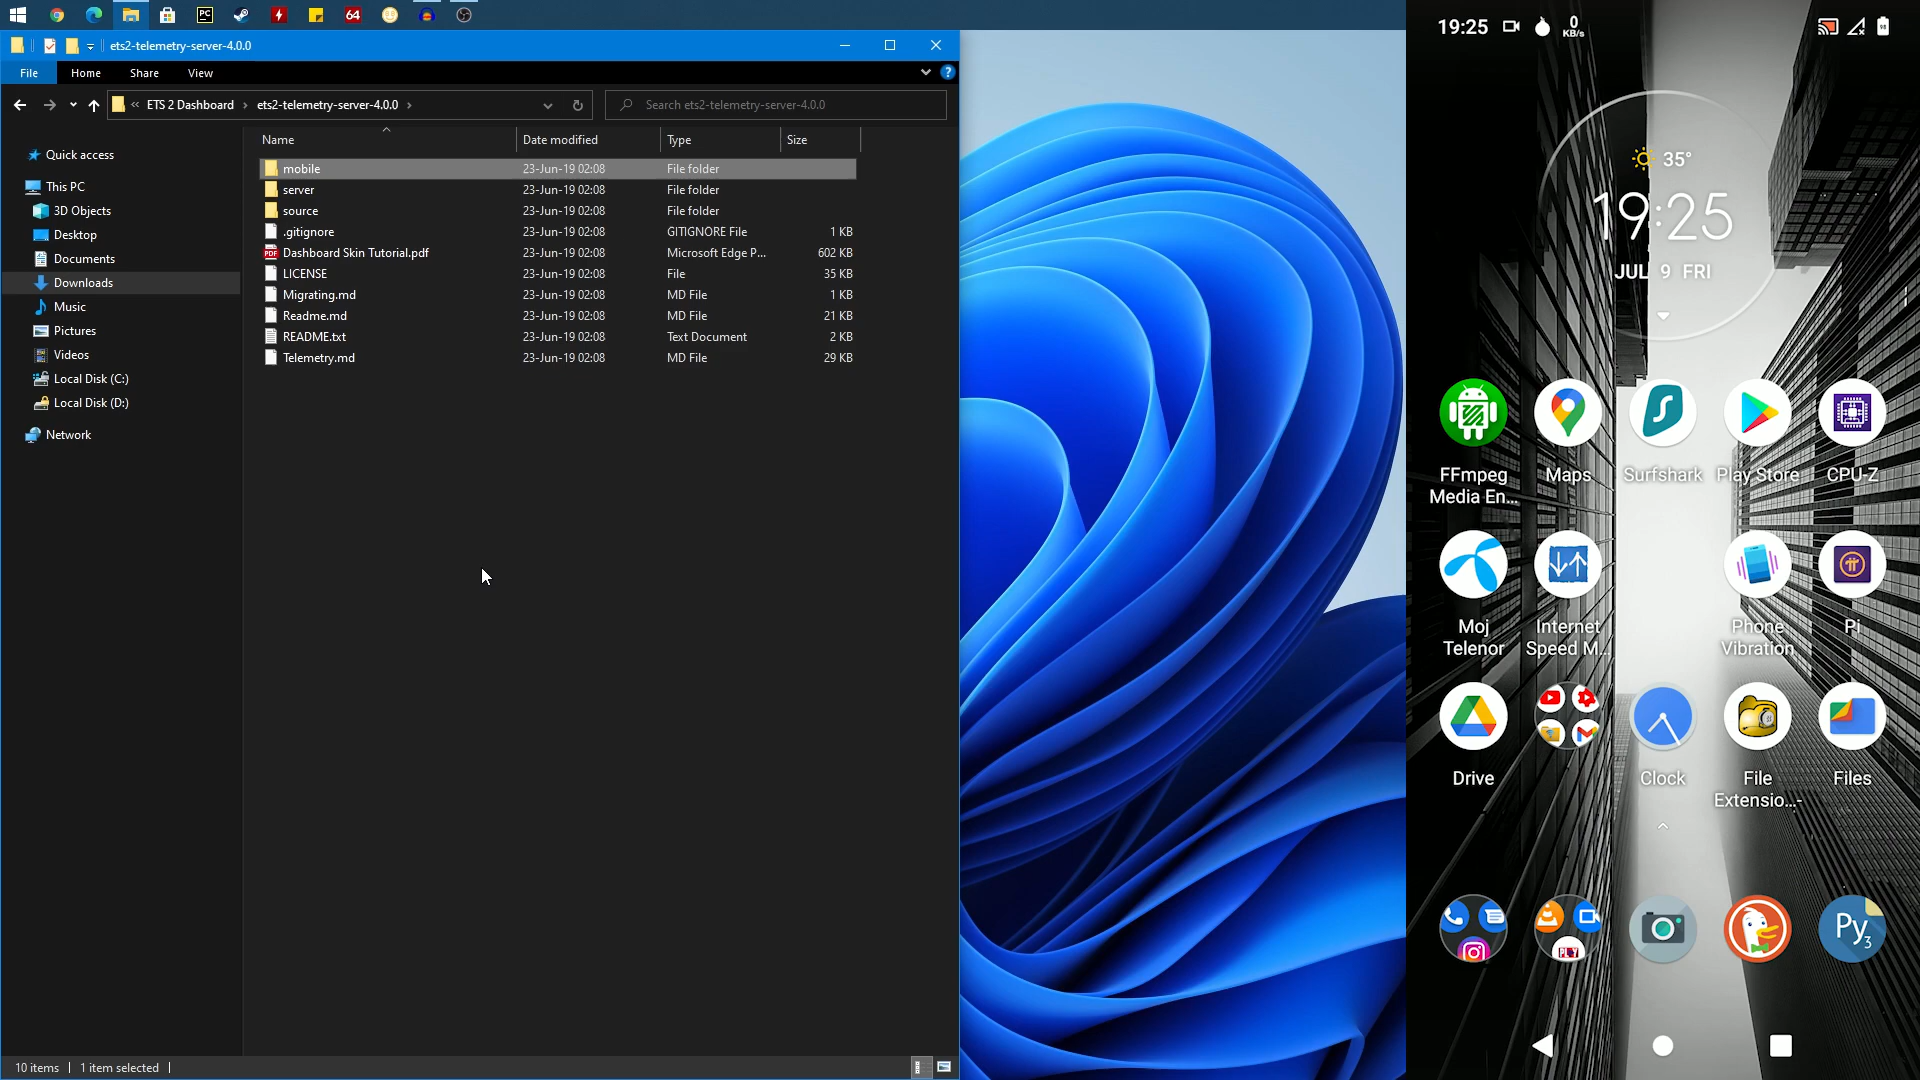 PC
64
ets2-telemetry-server-4.0.0
File
Home
Share
View
?
«
ETS 2 Dashboard
ets2-telemetry-server-4.0.0
Search ets2-telemetry-server-4.0.0
Quick access
This PC
3D Objects
Desktop
Documents
Downloads
Music
Pictures
Videos
Local Disk (C:)
Local Disk (D:)
Network
Name Date modified Type Size
mobile 23-Jun-19 02:08 File folder
server 23-Jun-19 02:08 File folder
source 23-Jun-19 02:08 File folder
.gitignore 23-Jun-19 02:08 GITIGNORE File 1 KB
PDF Dashboard Skin Tutorial.pdf 23-Jun-19 02:08 Microsoft Edge P... 602 KB
LICENSE 23-Jun-19 02:08 File 35 KB
Migrating.md 23-Jun-19 02:08 MD File 1 KB
Readme.md 23-Jun-19 02:08 MD File 21 KB
README.txt 23-Jun-19 02:08 Text Document 2 KB
Telemetry.md 23-Jun-19 02:08 MD File 29 KB
10 items
1 item selected
19:25
0
KB/s
98
35°
19:25
JUL 9 FRI
FFmpeg
Media En...
Maps
Surfshark
Play Store
CPU-Z
Moj
Telenor
Internet
Speed M...
Phone
Vibration
Pi
Drive
Clock
File
Extensio...-
Files
PLAY
Py3